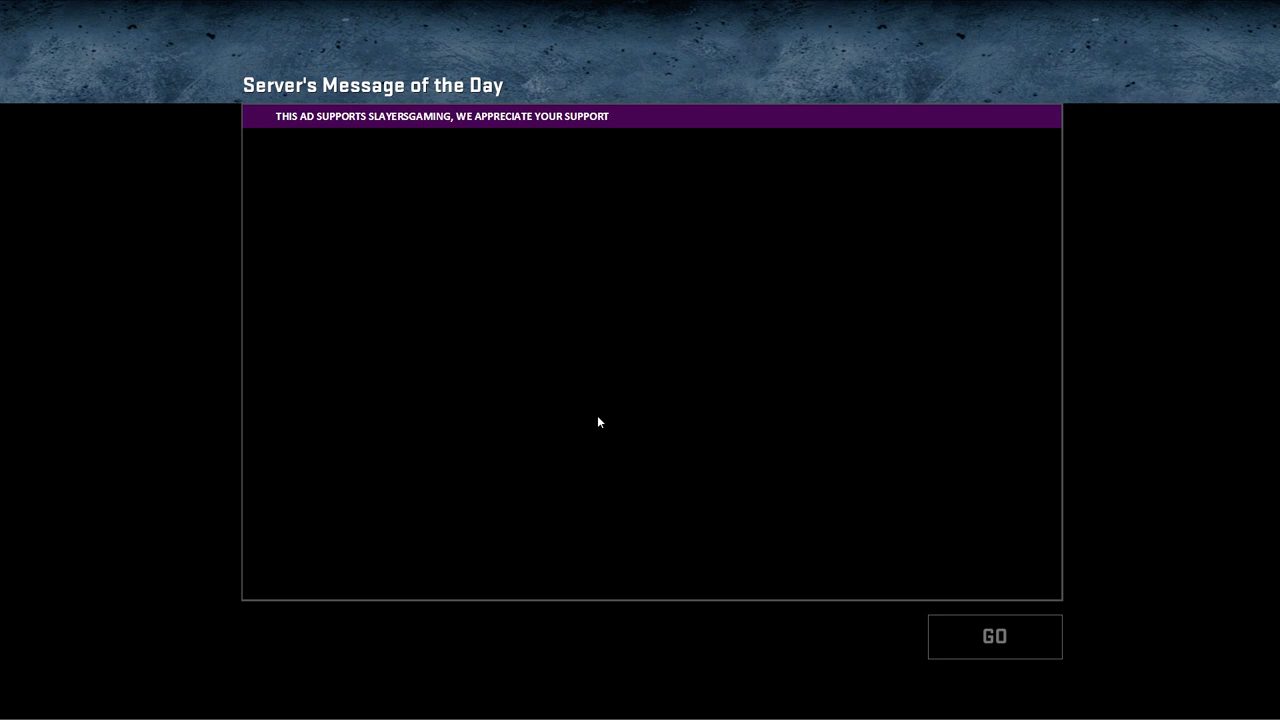 Server's Message of the Day
THIS AD SUPPORTS SLAYERSGAMING, WE APPRECIATE YOUR SUPPORT
GO